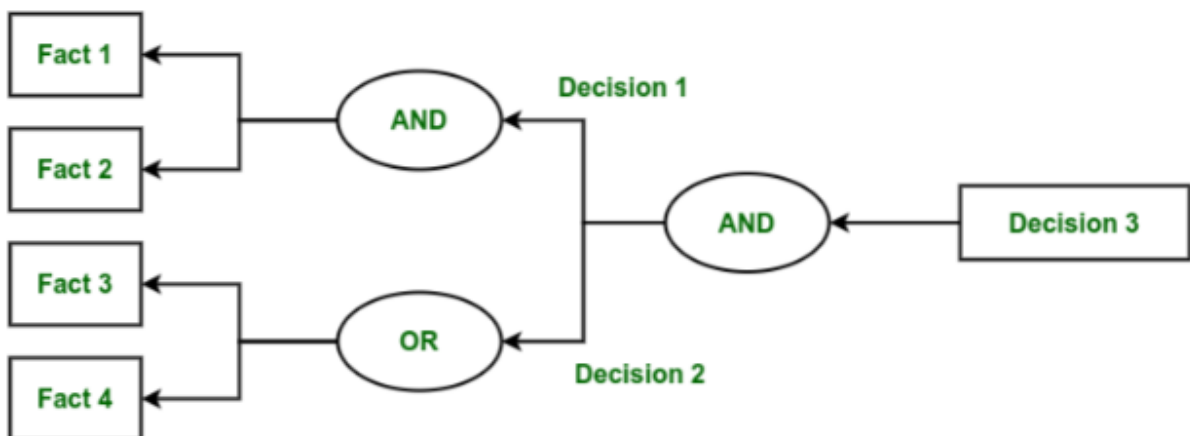 Fact 1
Fact 2
Fact 3
Fact 4
AND
OR
Decision 1
Decision 2
AND
Decision 3